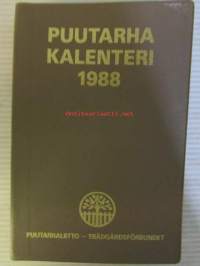 PUUTARHA
KALENTERI
1988
PUUTARHALIITTO – TRÄDGÅRDSFÖRBUNDET